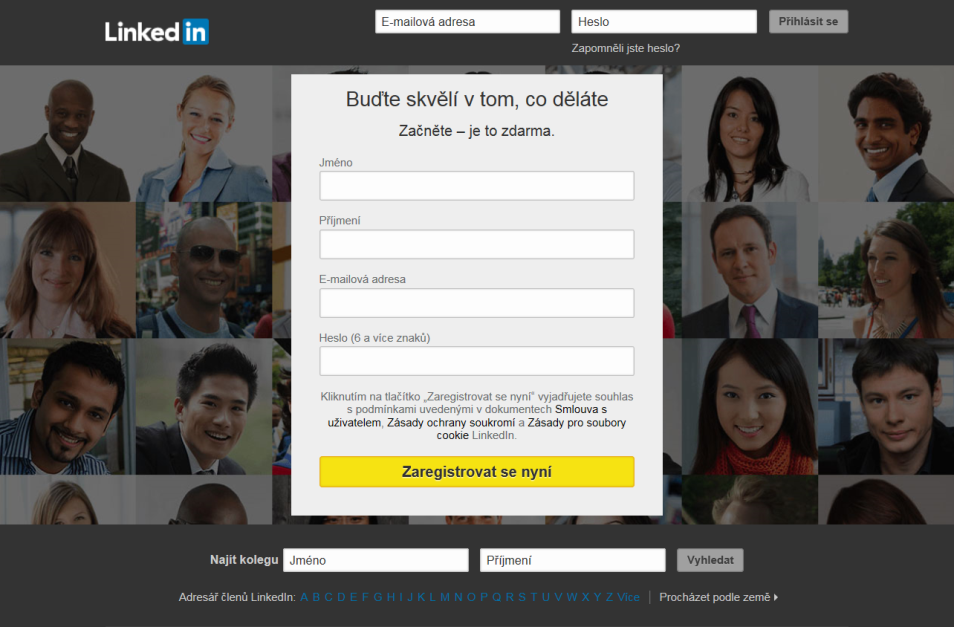 Linked in
E-mailová adresa
Heslo
Přihlásit se
Zapomněli jste heslo?
Buďte skvělí v tom, co děláte
Začněte – je to zdarma.
Jméno
Příjmení
E-mailová adresa
Heslo (6 a více znaků)
Kliknutím na tlačítko „Zaregistrovat se nyní“ vyjadřujete souhlas
s podmínkami uvedenými v dokumentech Smlouva s
uživatelem, Zásady ochrany soukromí a Zásady pro soubory
cookie LinkedIn.
Zaregistrovat se nyní
Najít kolegu
Jméno
Příjmení
Vyhledat
Adresář členů LinkedIn: A B C D E F G H I J K L M N O P Q R S T U V W X Y Z Více
Procházet podle země